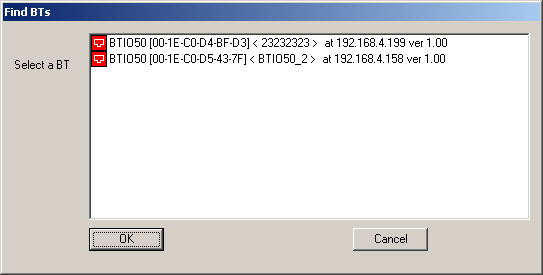 Find BTs
Select a BT
BTIO50 [00-1E-C0-D4-BF-D3] < 23232323 > at 192.168.4.199 ver 1.00
BTIO50 [00-1E-C0-D5-43-7F] < BTIO50_2 > at 192.168.4.158 ver 1.00
OK
Cancel